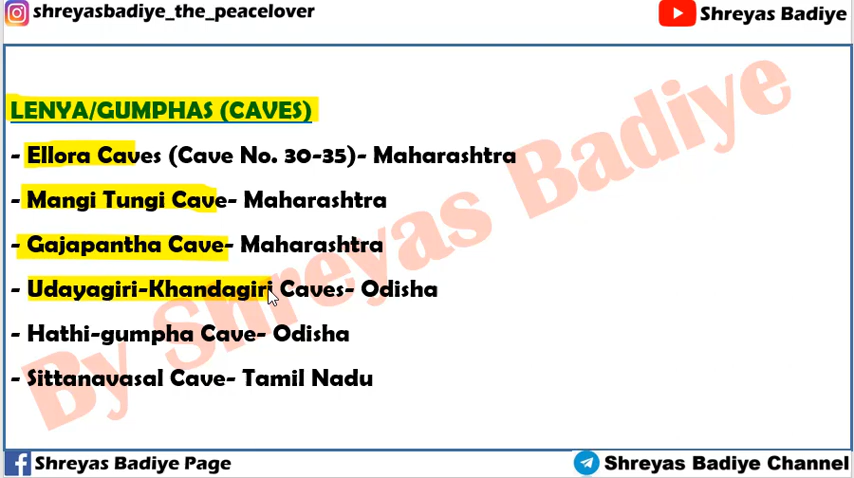 shreyasbadiye_the_peacelover
Shreyas Badiye
LENYA/GUMPHAS (CAVES)
- Ellora Caves (Cave No. 30-35)- Maharashtra
- Mangi Tungi Cave- Maharashtra
- Gajapantha Cave- Maharashtra
- Udayagiri-Khandagiri Caves- Odisha
- Hathi-gumpha Cave- Odisha
- Sittanavasal Cave- Tamil Nadu
By Shreyas Badiye
Shreyas Badiye Page
Shreyas Badiye Channel